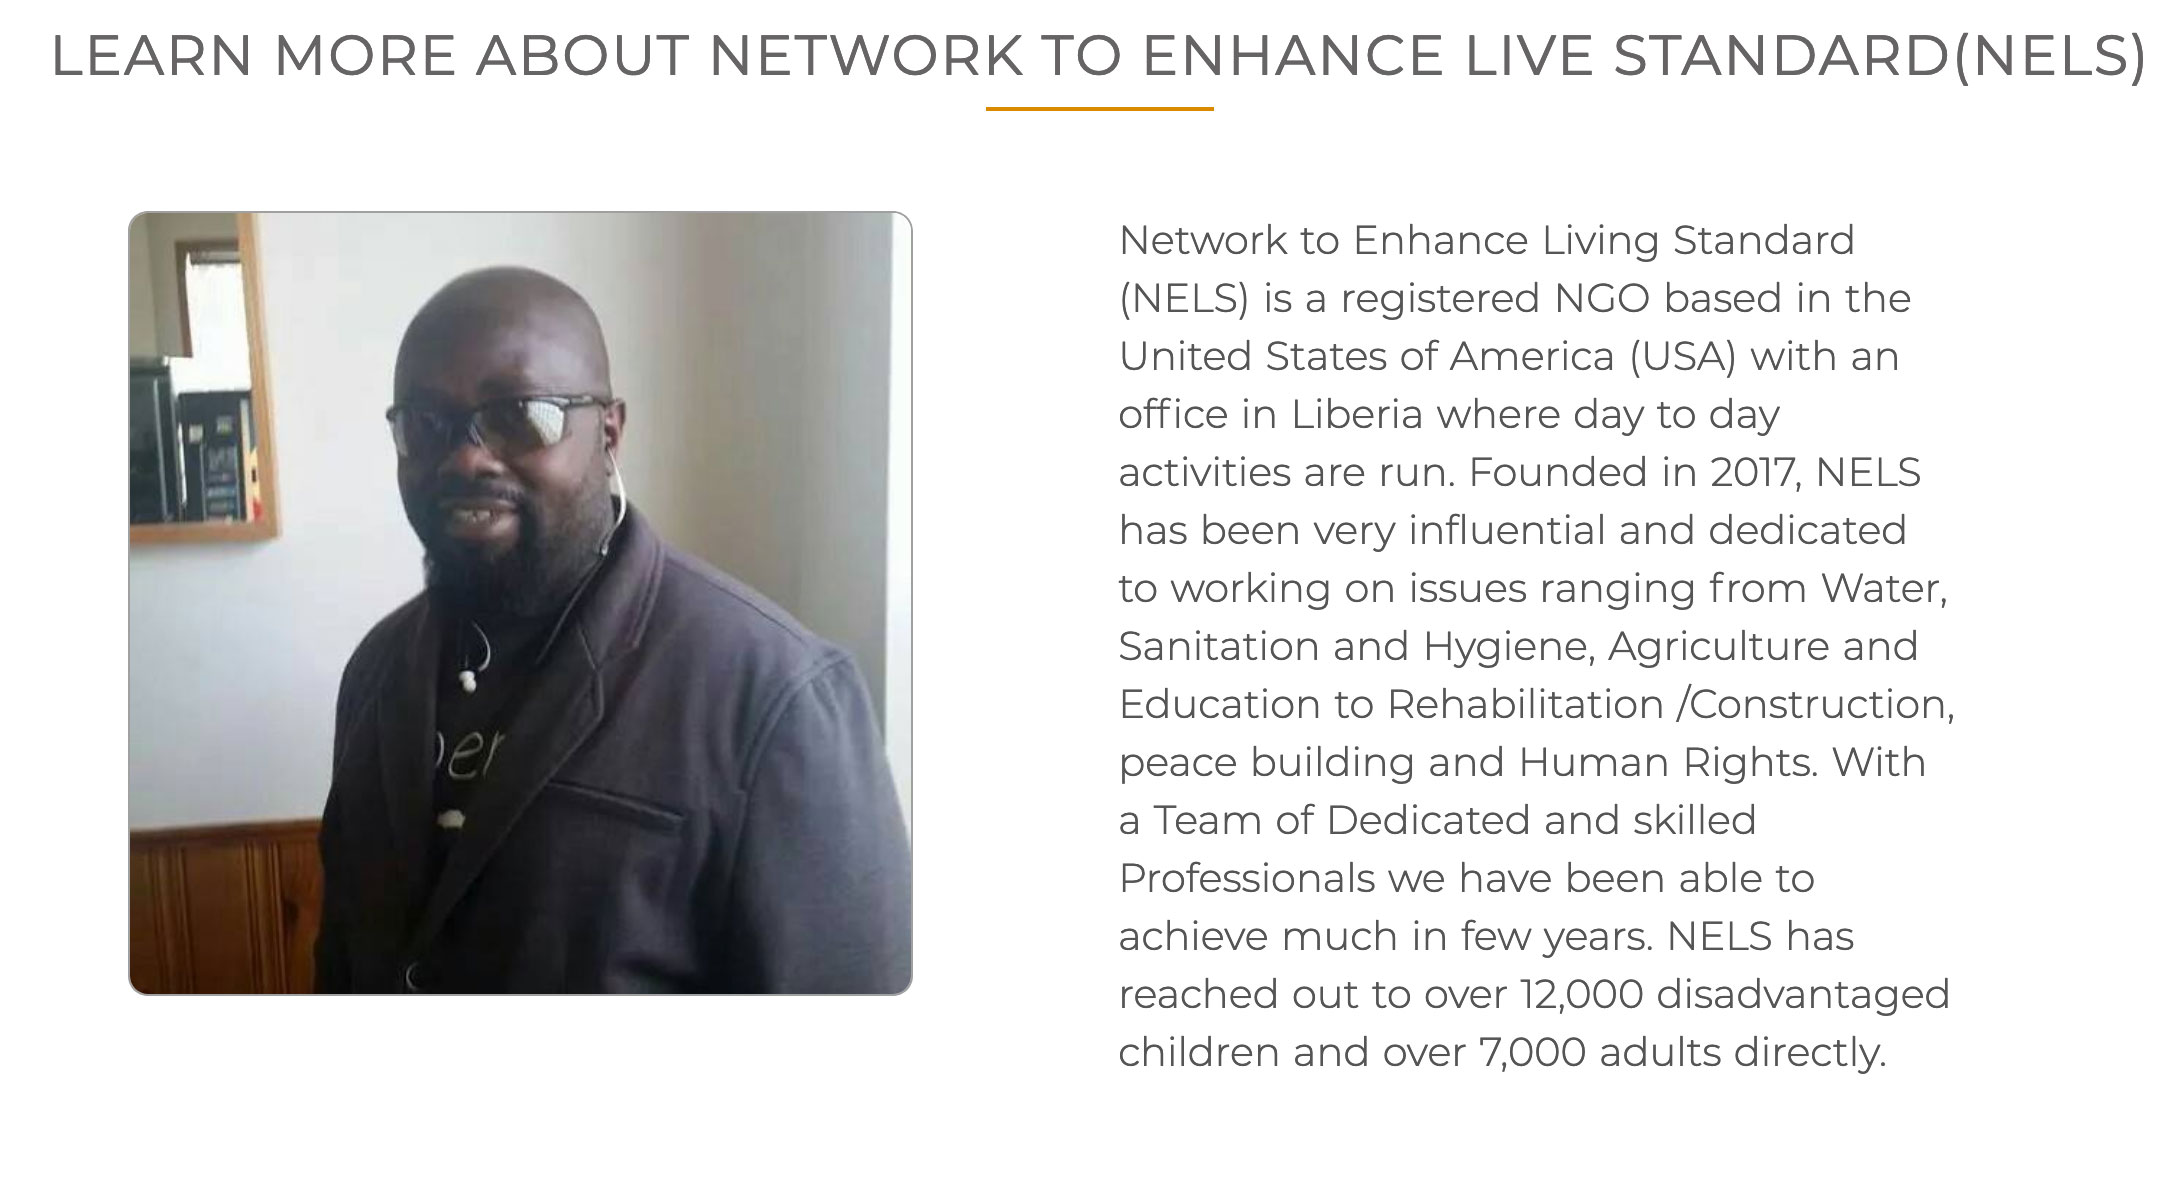 LEARN MORE ABOUT NETWORK TO ENHANCE LIVE STANDARD(NELS)
Network to Enhance Living Standard
(NELS) is a registered NGO based in the
United States of America (USA) with an
office in Liberia where day to day
activities are run. Founded in 2017, NELS
has been very influential and dedicated
to working on issues ranging from Water,
Sanitation and Hygiene, Agriculture and
Education to Rehabilitation /Construction,
peace building and Human Rights. With
a Team of Dedicated and skilled
Professionals we have been able to
achieve much in few years. NELS has
reached out to over 12,000 disadvantaged
children and over 7,000 adults directly.